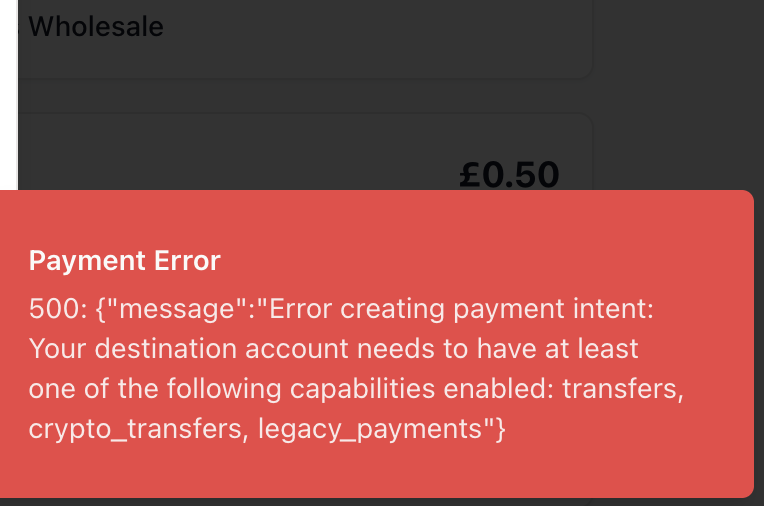 Wholesale
£0.50
Payment Error
500: {"message":"Error creating payment intent:
Your destination account needs to have at least
one of the following capabilities enabled: transfers,
crypto_transfers, legacy_payments"}